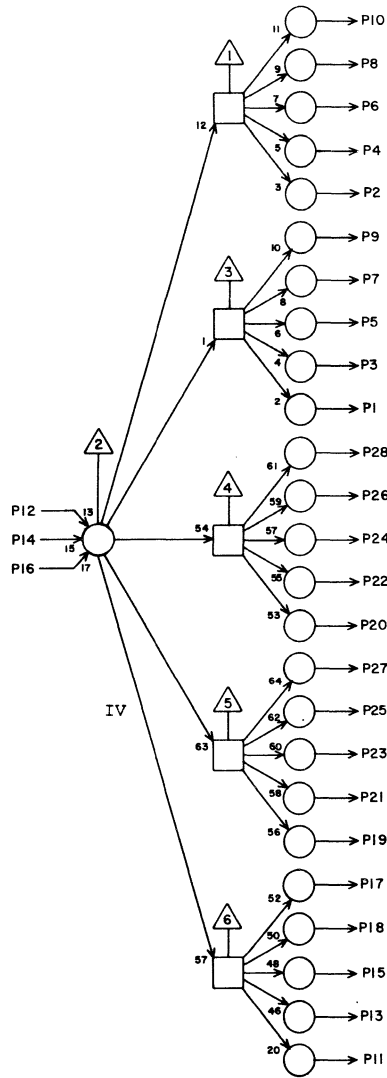 11 P10
1
9 P8
7 P6
12
5 P4
3 P2
10 P9
3
8 P7
6 P5
1
4 P3
2 P1
2
61 P28
4
59 P26
P12 13
54 57 P24
P14 15
P16 17
55 P22
53 P20
64 P27
5
62 P25
IV
63 60 P23
58 P21
56 P19
52 P17
6
50 P18
57 48 P15
46 P13
20 P11